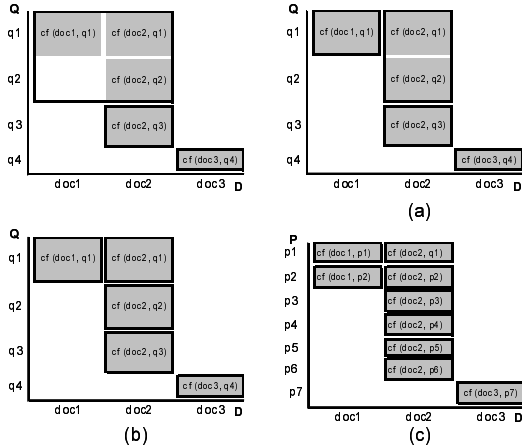 Q
q1 cf (doc1, q1) cf (doc2, q1)
q2 cf (doc2, q2)
q3 cf (doc2, q3)
q4 cf (doc3, q4)
doc1 doc2 doc3 D
Q
q1 cf (doc1, q1) cf (doc2, q1)
q2 cf (doc2, q2)
q3 cf (doc2, q3)
q4 cf (doc3, q4)
doc1 doc2 doc3 D
(a)
Q
q1 cf (doc1, q1) cf (doc2, q1)
q2 cf (doc2, q2)
q3 cf (doc2, q3)
q4 cf (doc3, q4)
doc1 doc2 doc3 D
(b)
P
p1 cf (doc1, p1) cf (doc2, q1)
p2 cf (doc1, p2) cf (doc2, p2)
p3 cf (doc2, p3)
p4 cf (doc2, p4)
p5 cf (doc2, p5)
p6 cf (doc2, p6)
p7 cf (doc3, p7)
doc1 doc2 doc3 D
(c)